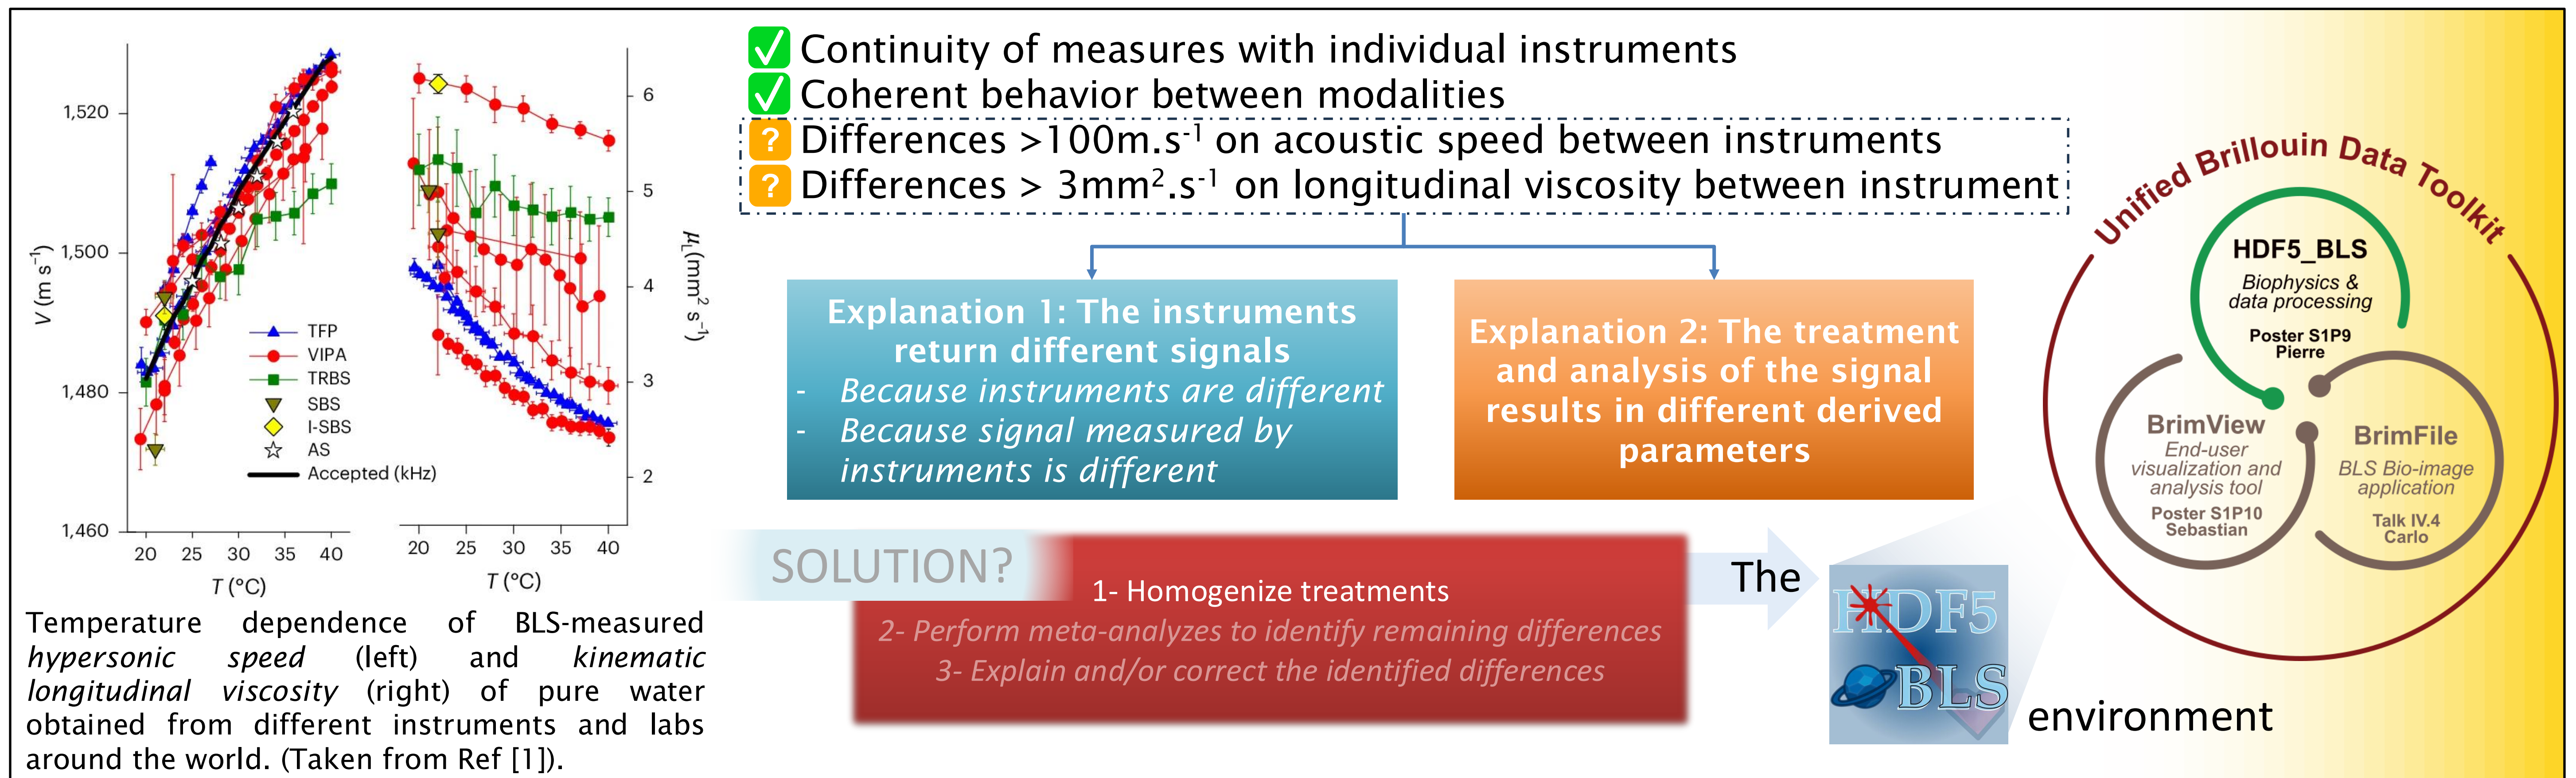 1,520
1,500
1,480
1,460
V (m s⁻¹)
20 25 30 35 40
T (°C)
TFP
VIPA
TRBS
SBS
I-SBS
AS
Accepted (kHz)
6
5
4
3
2
μL(mm² s⁻¹)
20 25 30 35 40
T (°C)
Temperature dependence of BLS-measured
hypersonic speed (left) and kinematic
longitudinal viscosity (right) of pure water
obtained from different instruments and labs
around the world. (Taken from Ref [1]).
✓ Continuity of measures with individual instruments
✓ Coherent behavior between modalities
? Differences >100m.s⁻¹ on acoustic speed between instruments
? Differences > 3mm².s⁻¹ on longitudinal viscosity between instrument
Explanation 1: The instruments
return different signals
- Because instruments are different
- Because signal measured by
instruments is different
Explanation 2: The treatment
and analysis of the signal
results in different derived
parameters
SOLUTION?
1- Homogenize treatments
2- Perform meta-analyzes to identify remaining differences
3- Explain and/or correct the identified differences
The
HDF5
BLS
environment
Unified Brillouin Data Toolkit
HDF5_BLS
Biophysics &
data processing
Poster S1P9
Pierre
BrimView
End-user
visualization and
analysis tool
Poster S1P10
Sebastian
BrimFile
BLS Bio-image
application
Talk IV.4
Carlo